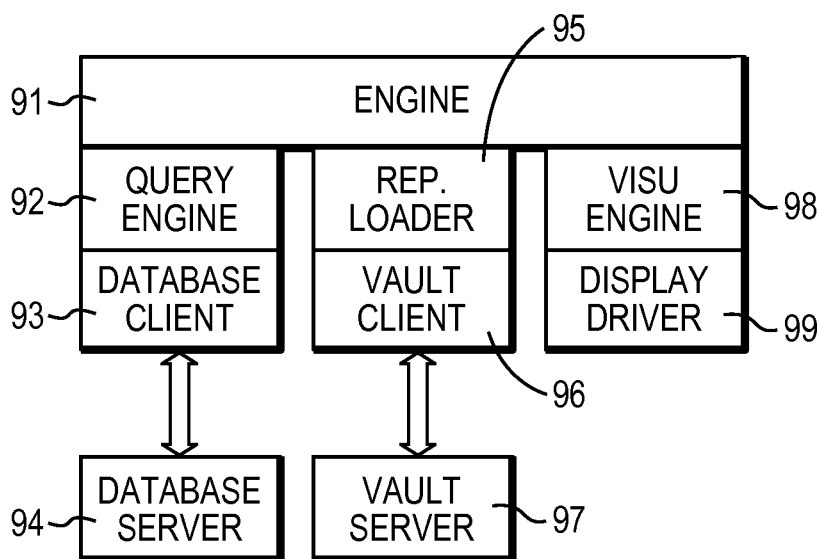 95
91
ENGINE
92
QUERY
ENGINE
REP.
LOADER
VISU
ENGINE
98
93
DATABASE
CLIENT
VAULT
CLIENT
DISPLAY
DRIVER
99
96
94
DATABASE
SERVER
VAULT
SERVER
97